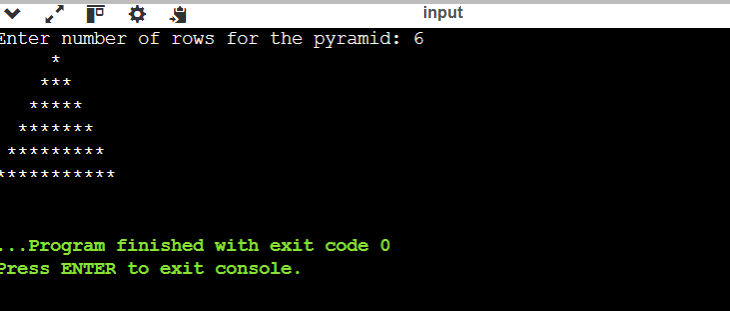 input
Enter number of rows for the pyramid: 6
     *
    ***
   *****
  *******
 *********
***********
...Program finished with exit code 0
Press ENTER to exit console.